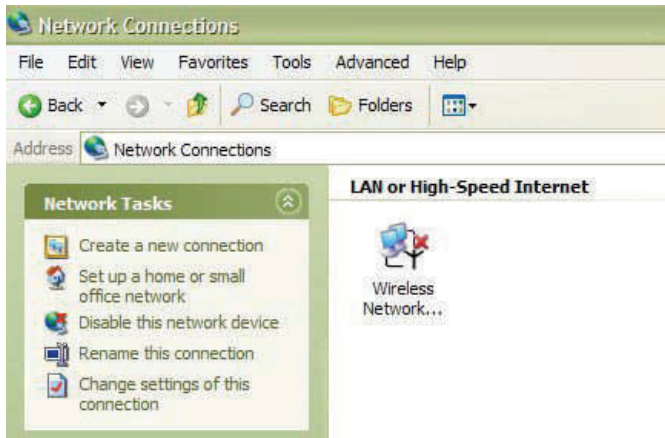 Network Connections
File Edit View Favorites Tools Advanced Help
Back Search Folders
Address Network Connections
Network Tasks
Create a new connection
Set up a home or small
office network
Disable this network device
Rename this connection
Change settings of this
connection
LAN or High-Speed Internet
Wireless
Network...